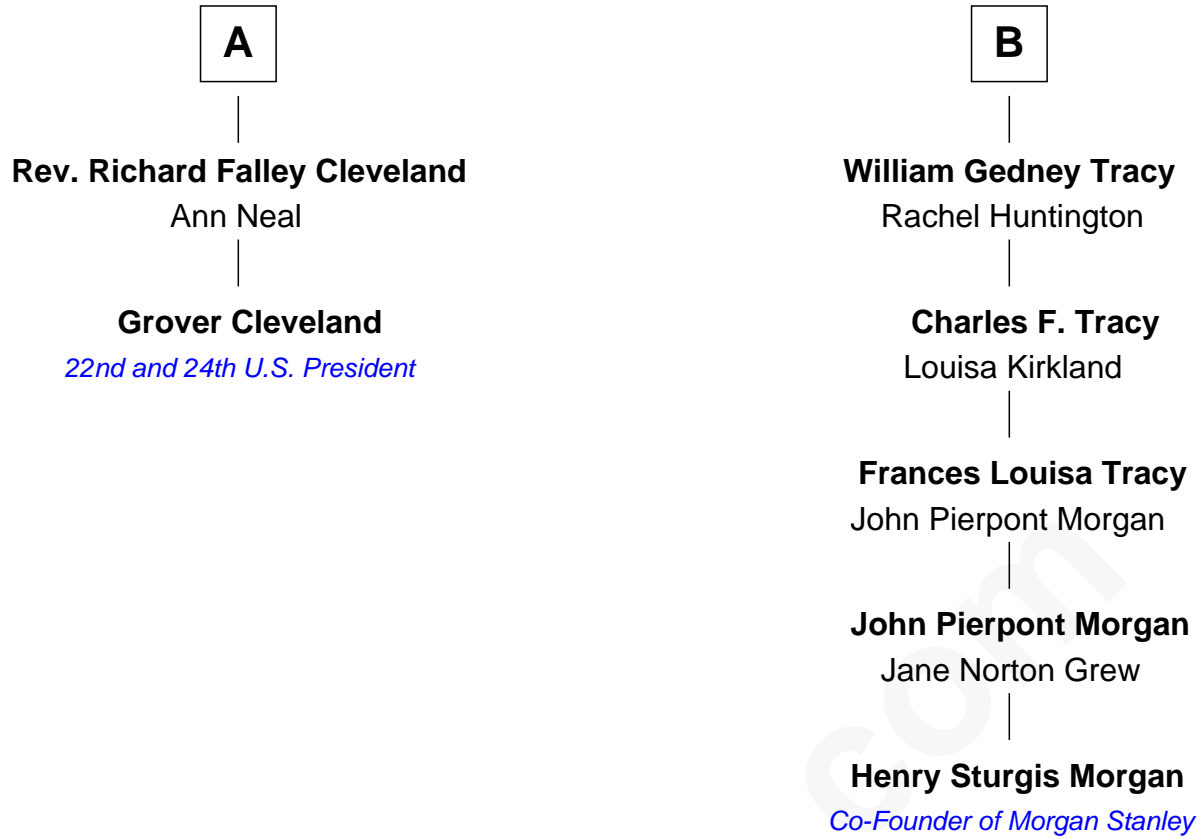 A
Rev. Richard Falley Cleveland
Ann Neal
Grover Cleveland
22nd and 24th U.S. President
B
William Gedney Tracy
Rachel Huntington
Charles F. Tracy
Louisa Kirkland
Frances Louisa Tracy
John Pierpont Morgan
John Pierpont Morgan
Jane Norton Grew
Henry Sturgis Morgan
Co-Founder of Morgan Stanley
com